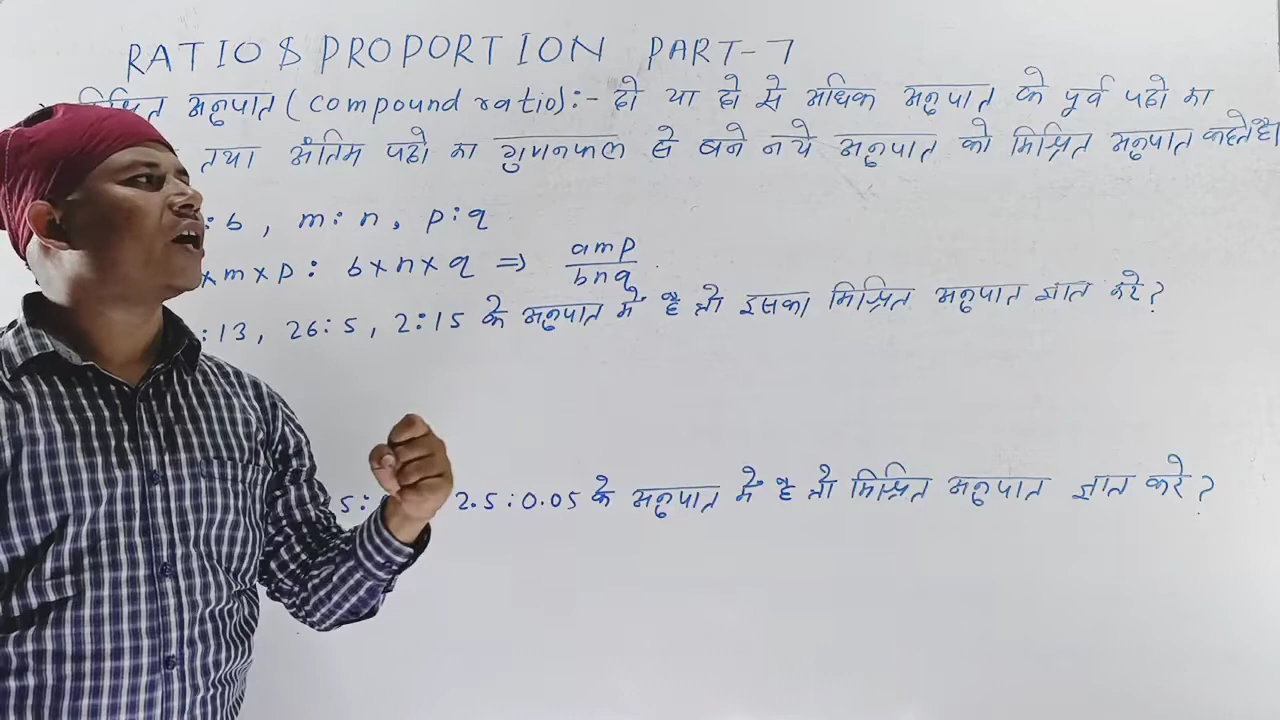 RATIO & PROPORTION PART-7
अनुपात (compound ratio):- दो या दो से अधिक अनुपात के पूर्व पदो का
तथा अंतिम पदो का गुणनफल से बने नये अनुपात को मिश्रित अनुपात कहते है।
:b, m:n, p:q
×m×p: b×n×q ⇒ amp/bnq
:13, 26:5, 2:15 के अनुपात में है तो इसका मिश्रित अनुपात ज्ञात करे?
5: 2.5:0.05 के अनुपात में है तो मिश्रित अनुपात ज्ञात करे?